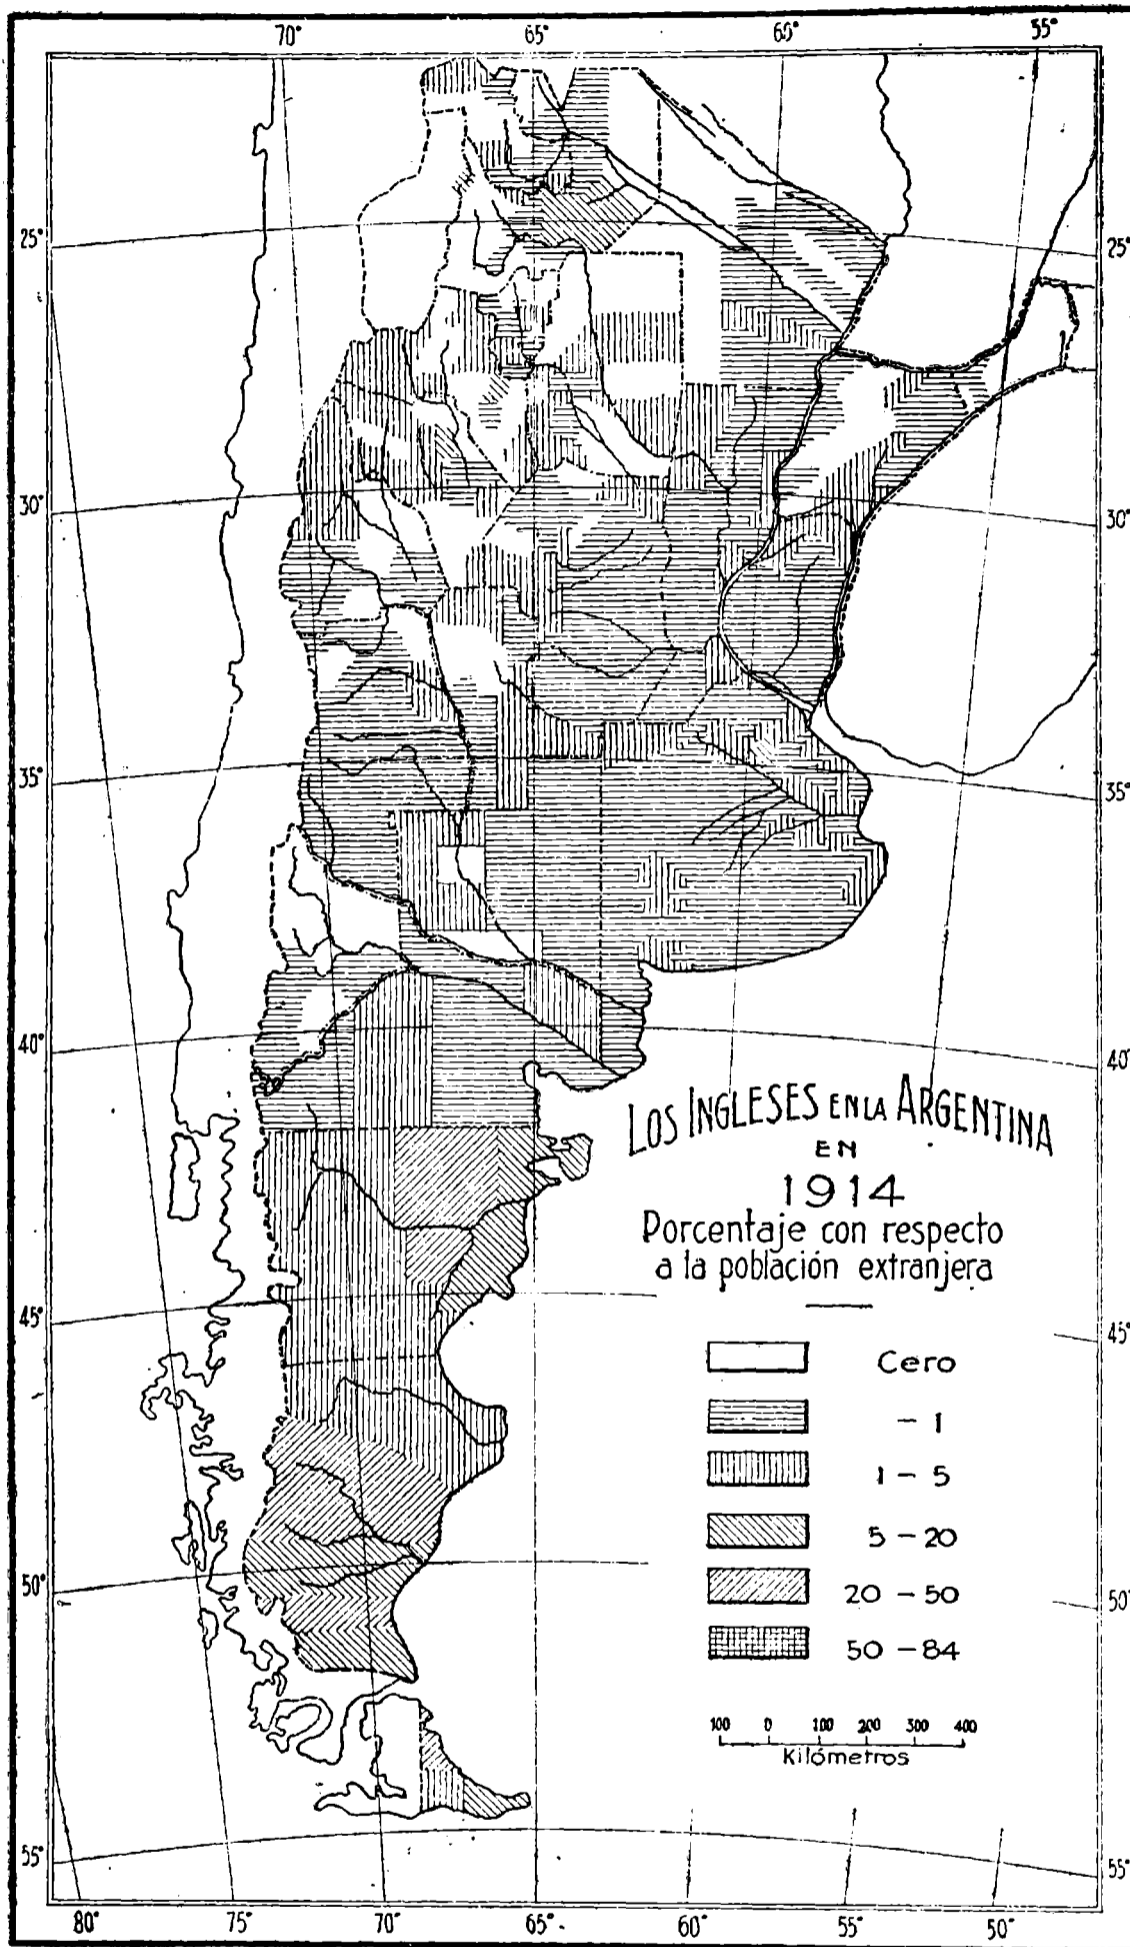 70° 65° 60° 55°
25° 25°
30° 30°
35° 35°
40° 40°
LOS INGLESES EN LA ARGENTINA
EN
1914
Porcentaje con respecto
a la población extranjera
45° 45°
Cero
- 1
1 - 5
5 - 20
20 - 50
50 - 84
50° 50°
100 0 100 200 300 400
Kilómetros
55° 55°
80° 75° 70° 65° 60° 55° 50°